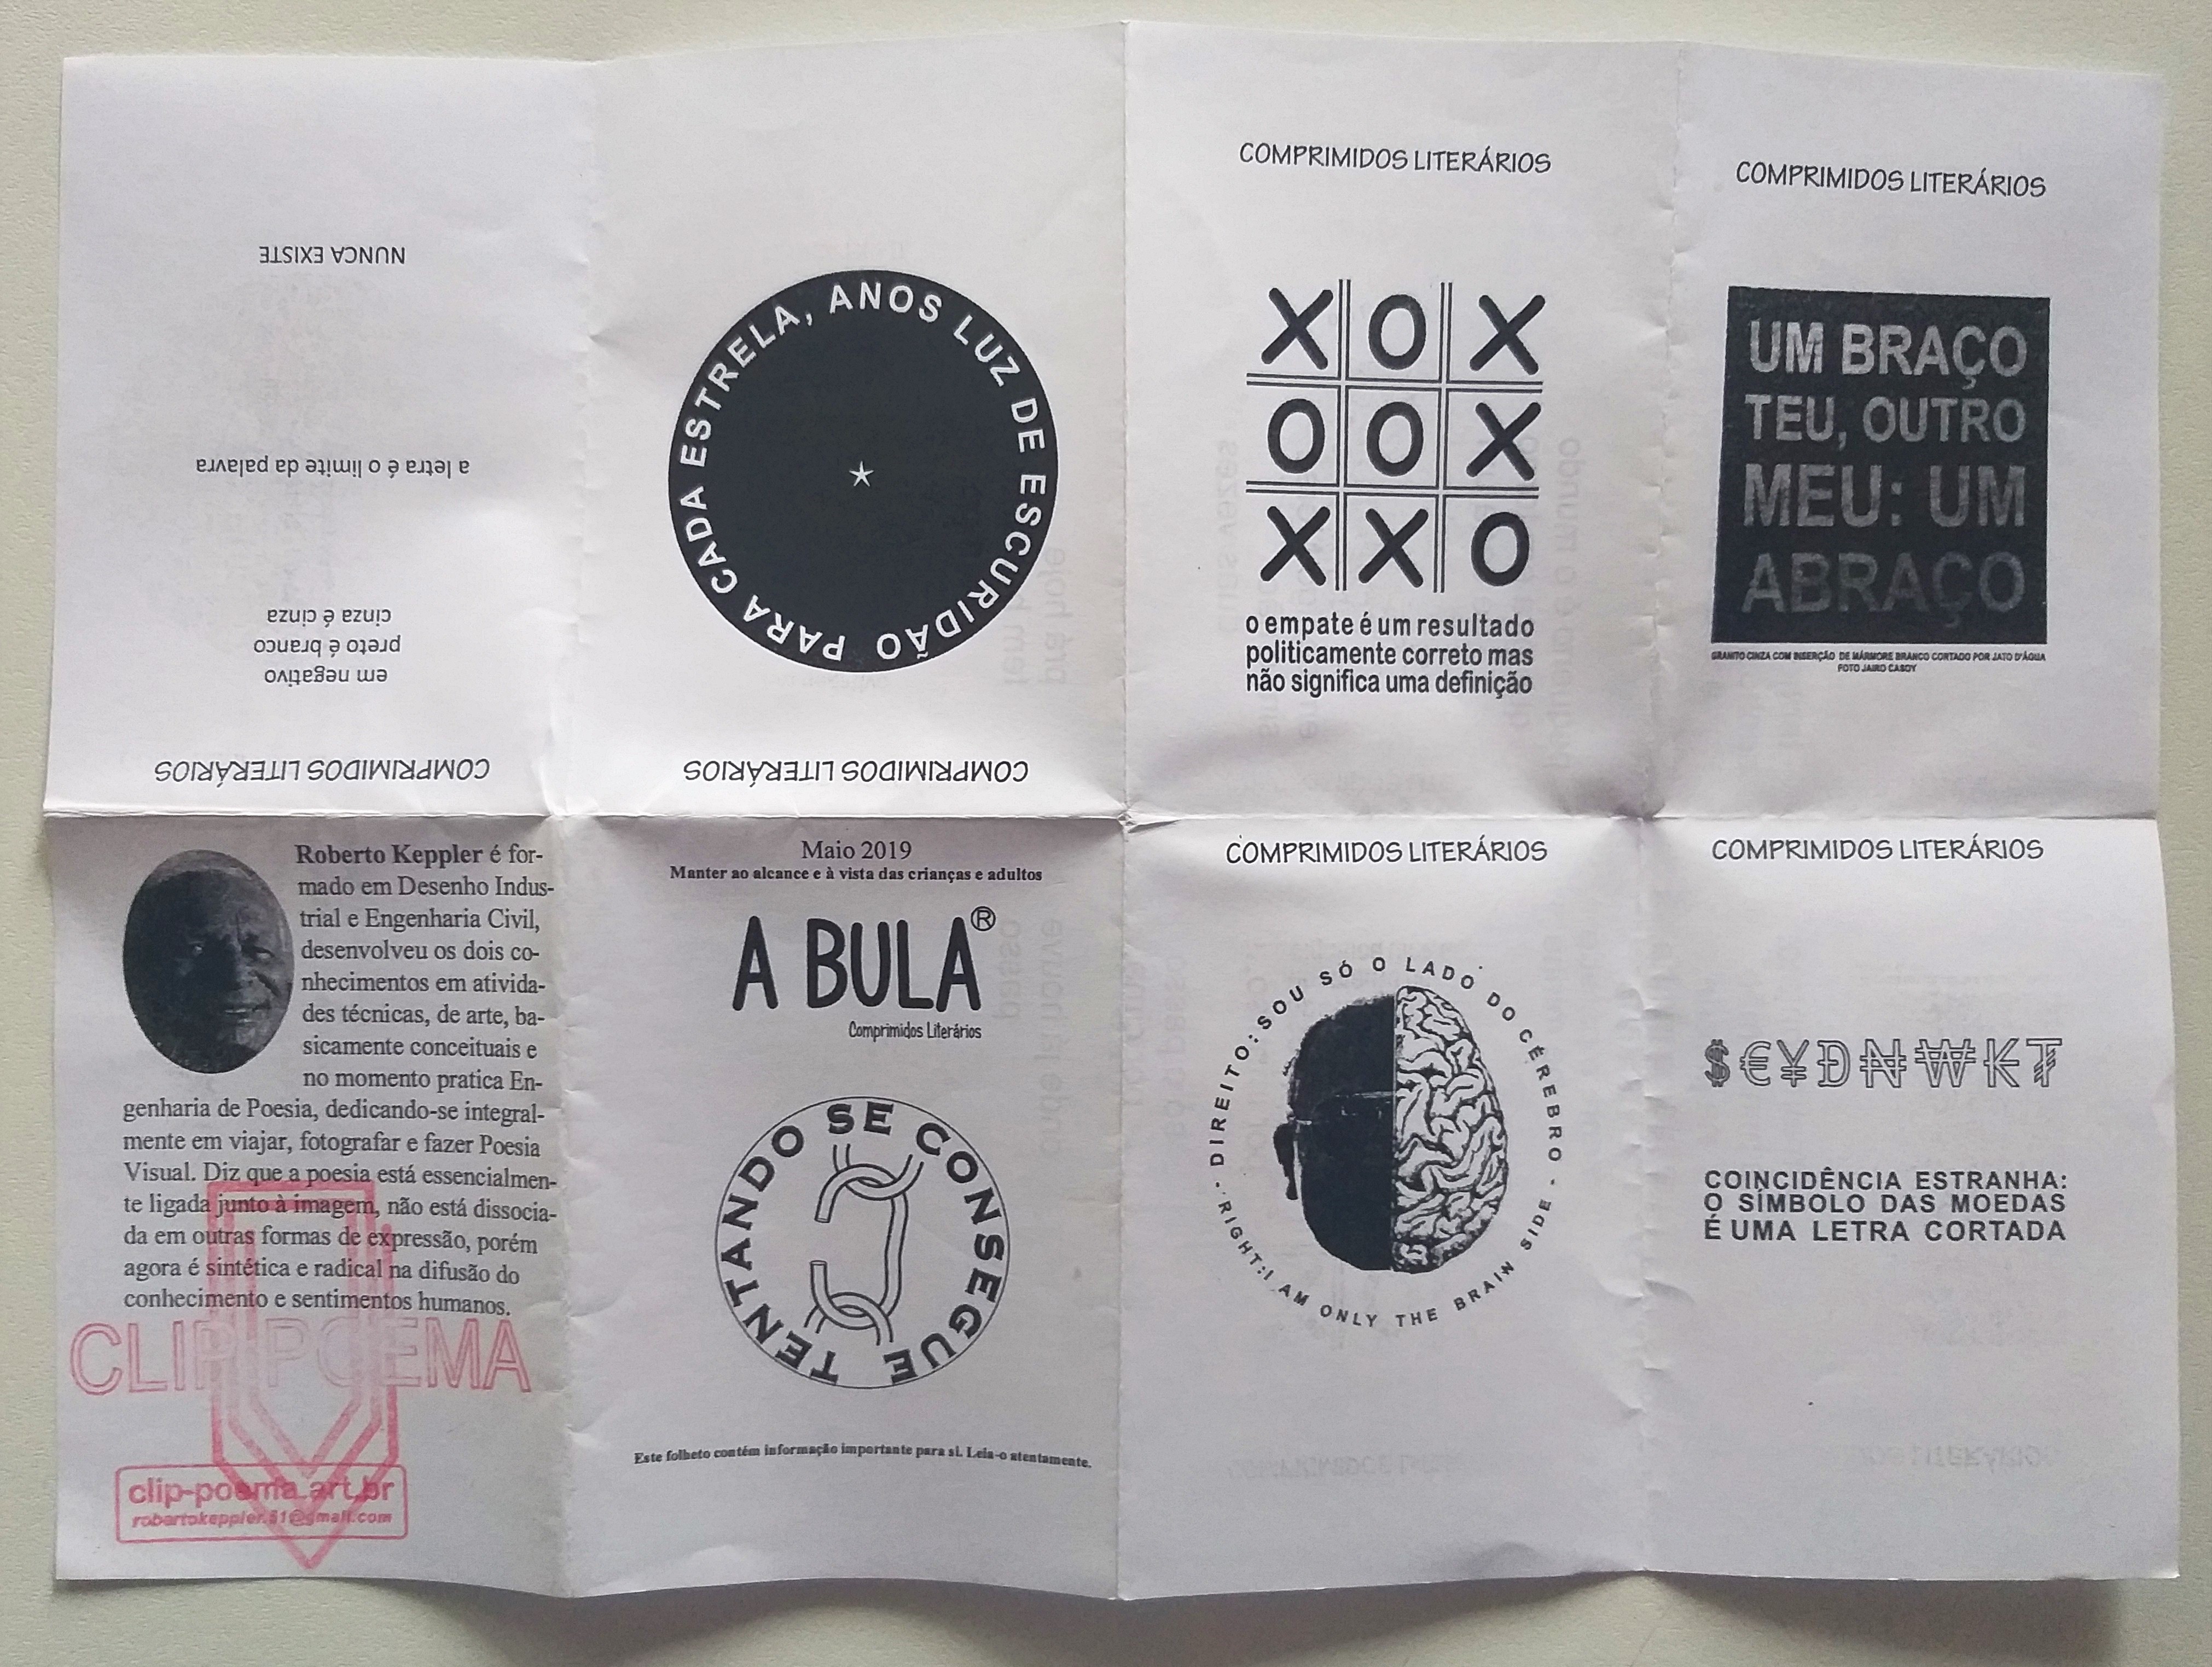 COMPRIMIDOS LITERÁRIOS
em negativo
preto é branco
cinza é cinza
a letra é o limite da palavra
NUNCA EXISTE
COMPRIMIDOS LITERÁRIOS
PARA CADA ESTRELA, ANOS LUZ DE ESCURIDÃO
COMPRIMIDOS LITERÁRIOS
X O X
O O X
X X O
o empate é um resultado
politicamente correto mas
não significa uma definição
COMPRIMIDOS LITERÁRIOS
UM BRAÇO
TEU, OUTRO
MEU: UM
ABRAÇO
GRANITO CINZA COM INSERÇÃO DE MÁRMORE BRANCO CORTADO POR JATO D'ÁGUA
FOTO JAIRO
Roberto Keppler é for-
mado em Desenho Indus-
trial e Engenharia Civil,
desenvolveu os dois co-
nhecimentos em ativida-
des técnicas, de arte, ba-
sicamente conceituais e
no momento pratica En-
genharia de Poesia, dedicando-se integral-
mente em viajar, fotografar e fazer Poesia
Visual. Diz que a poesia está essencialmen-
te ligada junto à imagem, não está dissocia-
da em outras formas de expressão, porém
agora é sintética e radical na difusão do
conhecimento e sentimentos humanos.
CLIP POEMA
clip-poema.art.br
robertokeppler.51@gmail.com
Maio 2019
Manter ao alcance e à vista das crianças e adultos
A BULA®
Comprimidos Literários
TENTANDO SE CONSEGUE
Este folheto contém informação importante para si. Leia-o atentamente.
COMPRIMIDOS LITERÁRIOS
· DIREITO: SOU SÓ O LADO DO CÉREBRO ·
· RIGHT: I AM ONLY THE BRAIN SIDE ·
COMPRIMIDOS LITERÁRIOS
$€¥Đ₦₩₭₮
COINCIDÊNCIA ESTRANHA:
O SÍMBOLO DAS MOEDAS
É UMA LETRA CORTADA